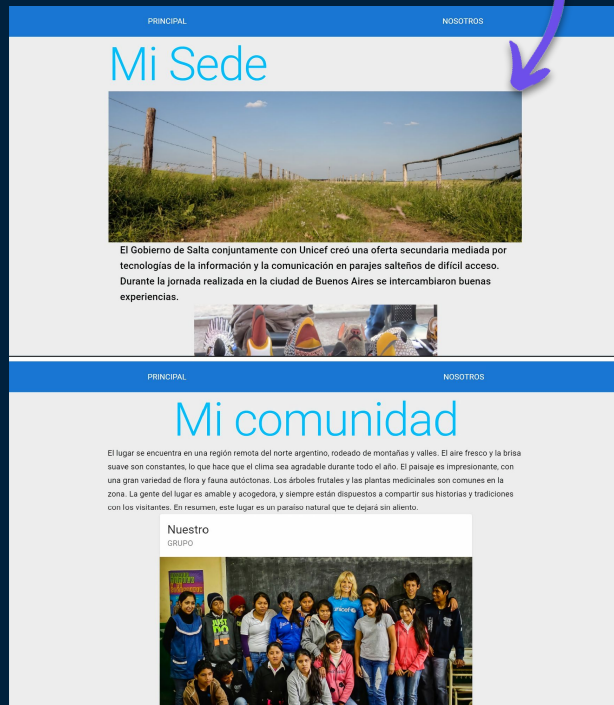 PRINCIPAL NOSOTROS
Mi Sede
El Gobierno de Salta conjuntamente con Unicef creó una oferta secundaria mediada por
tecnologías de la información y la comunicación en parajes salteños de difícil acceso.
Durante la jornada realizada en la ciudad de Buenos Aires se intercambiaron buenas
experiencias.
PRINCIPAL NOSOTROS
Mi comunidad
El lugar se encuentra en una región remota del norte argentino, rodeado de montañas y valles. El aire fresco y la brisa
suave son constantes, lo que hace que el clima sea agradable durante todo el año. El paisaje es impresionante, con
una gran variedad de flora y fauna autóctonas. Los árboles frutales y las plantas medicinales son comunes en la
zona. La gente del lugar es amable y acogedora, y siempre están dispuestos a compartir sus historias y tradiciones
con los visitantes. En resumen, este lugar es un paraíso natural que te dejará sin aliento.
Nuestro
GRUPO
unicef
JUST
DO
IT